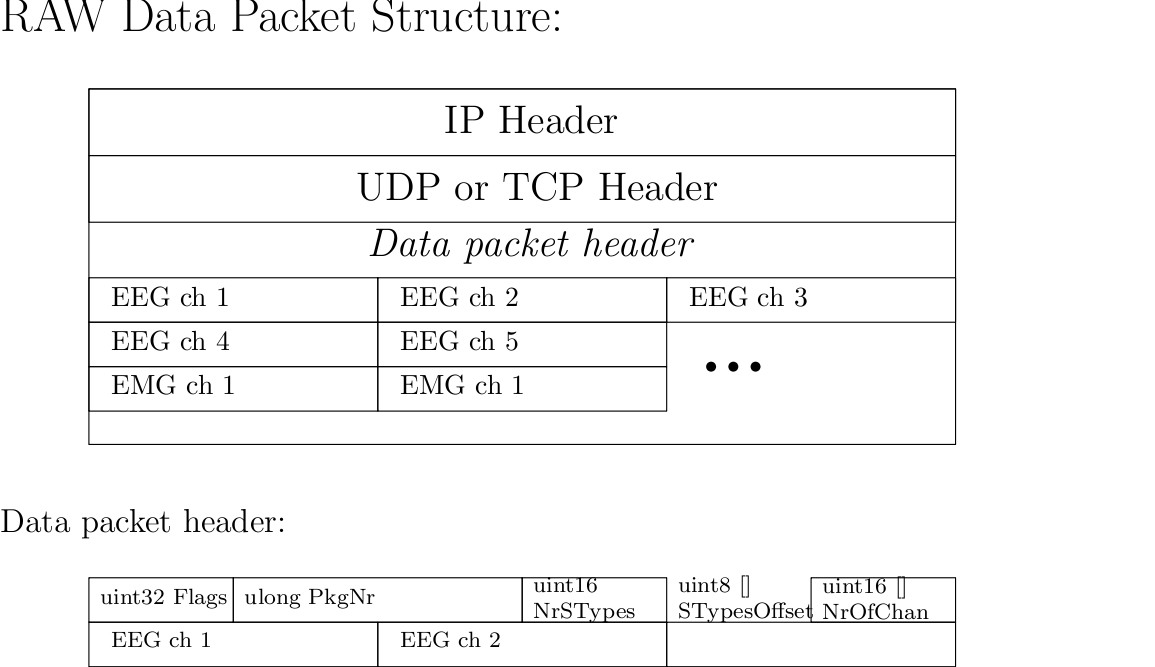 RAW Data Packet Structure:
IP Header
UDP or TCP Header
Data packet header
EEG ch 1
EEG ch 2
EEG ch 3
EEG ch 4
EEG ch 5
•••
EMG ch 1
EMG ch 1
Data packet header:
uint32 Flags
ulong PkgNr
uint16
NrSTypes
uint8 []
STypesOffset
uint16 []
NrOfChan
EEG ch 1
EEG ch 2